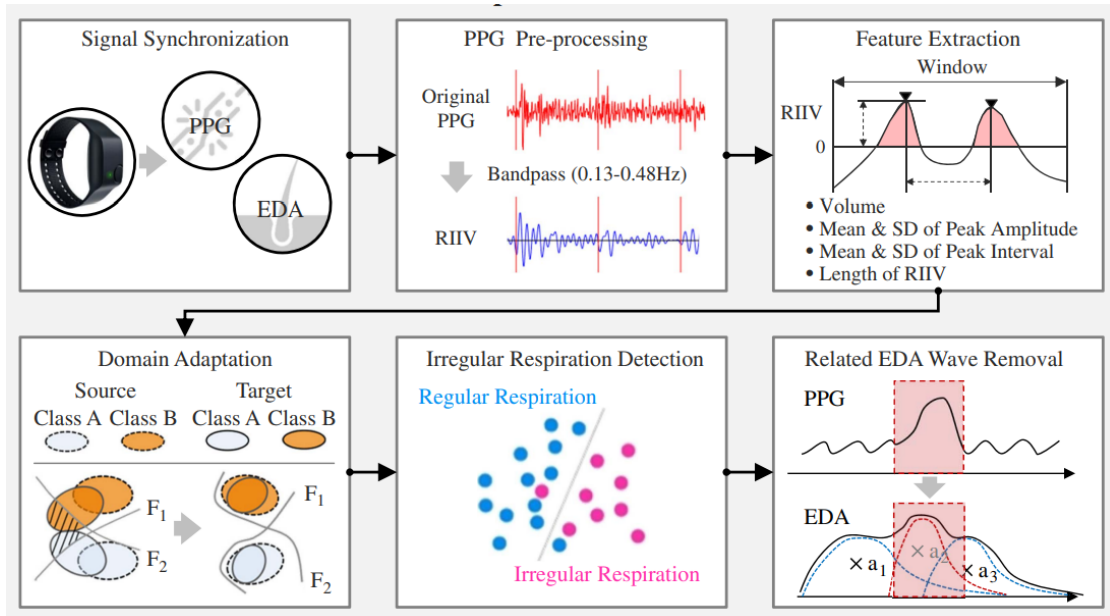 Signal Synchronization
PPG
EDA
PPG Pre-processing
Original
PPG
Bandpass (0.13-0.48Hz)
RIIV
Feature Extraction
Window
RIIV
0
• Volume
• Mean & SD of Peak Amplitude
• Mean & SD of Peak Interval
• Length of RIIV
Domain Adaptation
Source Target
Class A Class B Class A Class B
F1
F2
F1
F2
Irregular Respiration Detection
Regular Respiration
Irregular Respiration
Related EDA Wave Removal
PPG
EDA
× a1
× a2
× a3